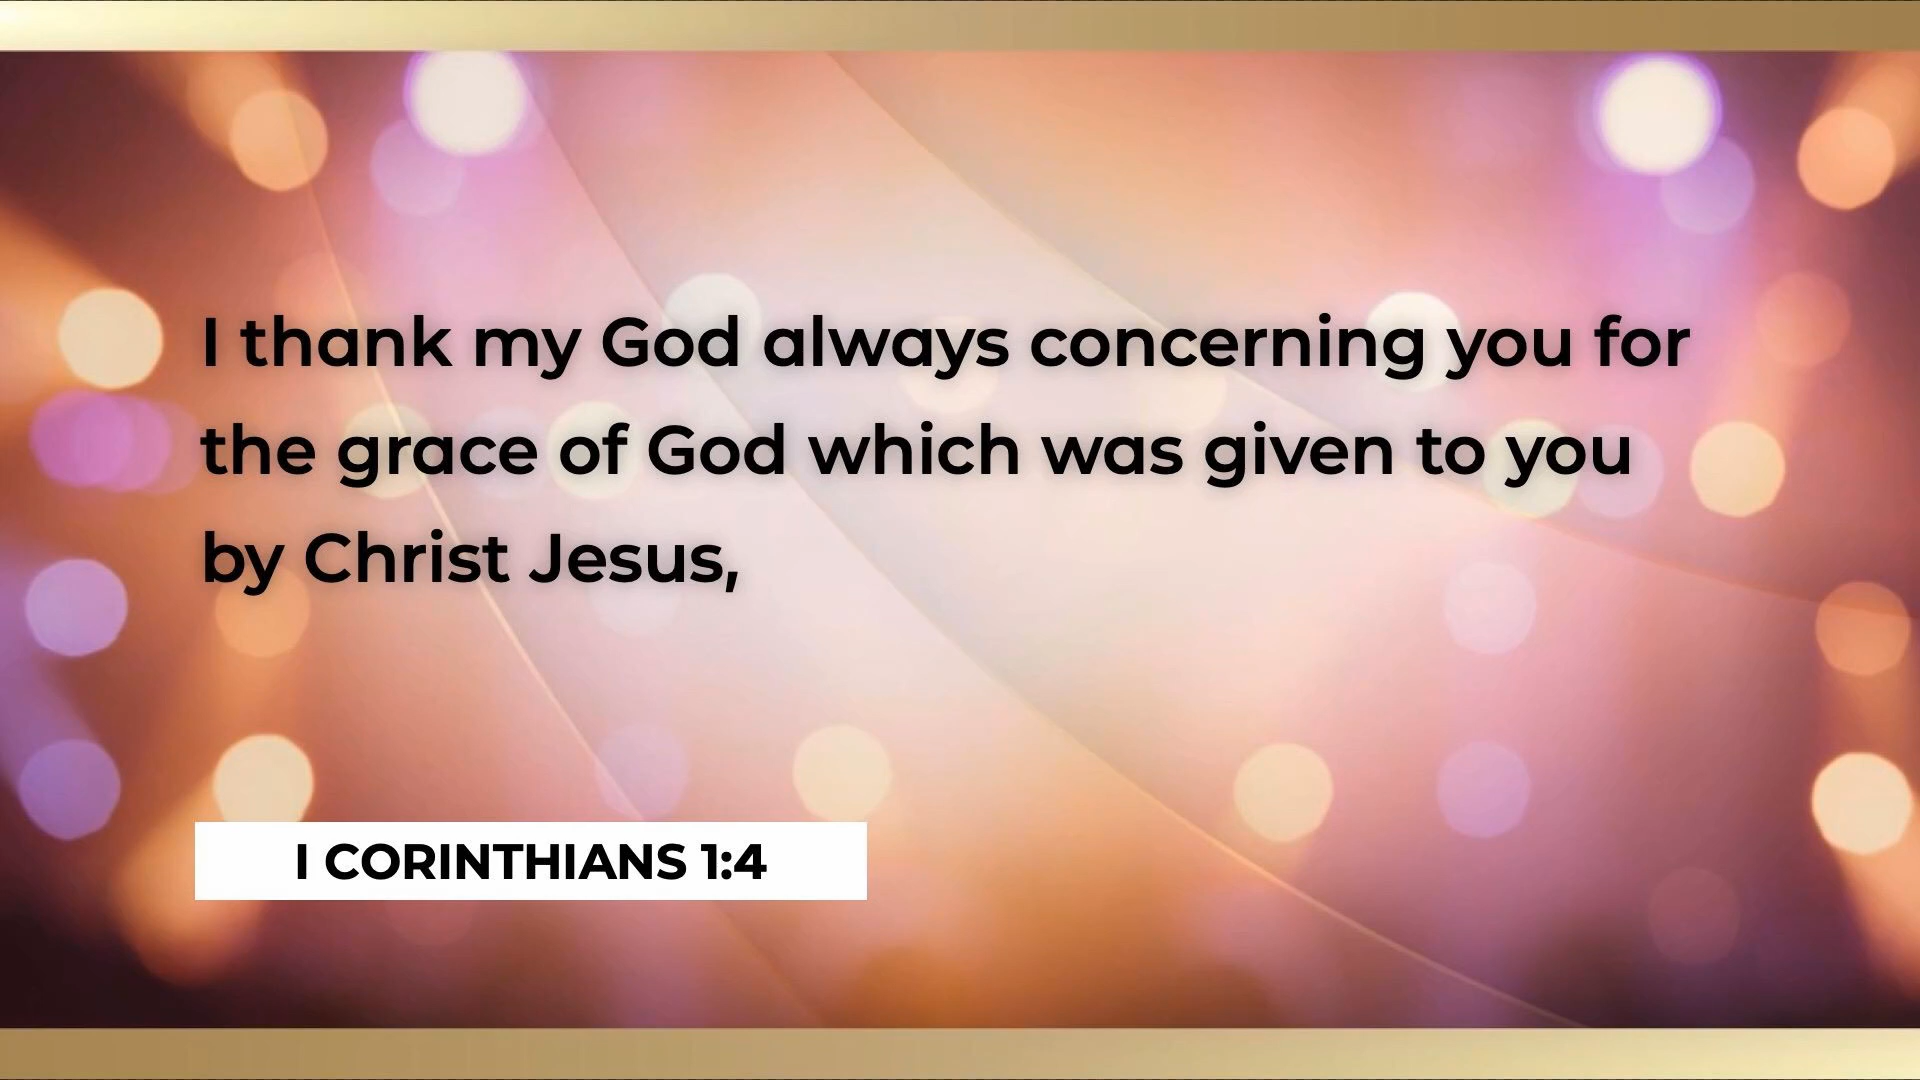 I thank my God always concerning you for
the grace of God which was given to you
by Christ Jesus,
I CORINTHIANS 1:4